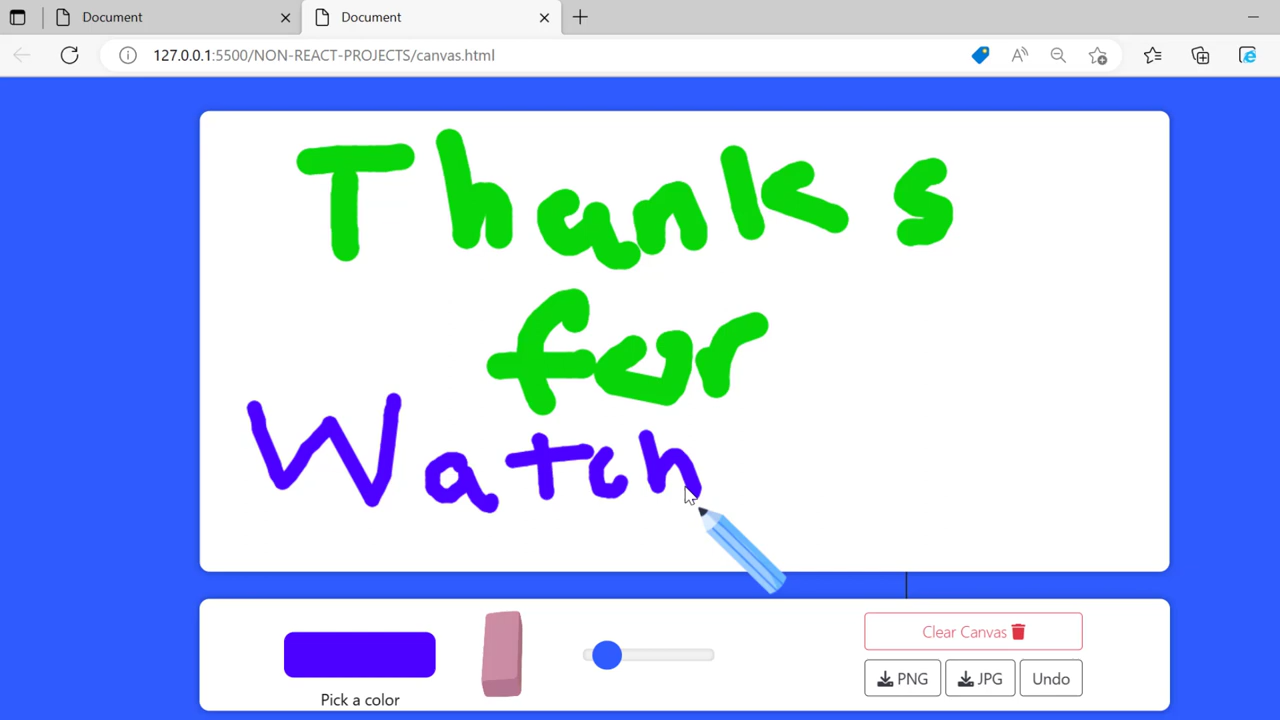 Document
Document
127.0.0.1:5500/NON-REACT-PROJECTS/canvas.html
Thanks
for
Watch
Clear Canvas
PNG
JPG
Undo
Pick a color